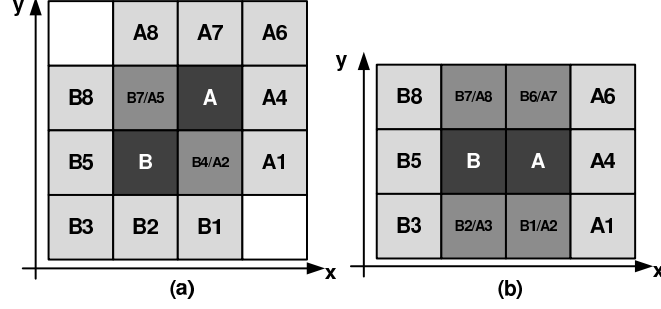 y
A8 A7 A6
B8 B7/A5 A A4
B5 B B4/A2 A1
B3 B2 B1
x
(a)
y
B8 B7/A8 B6/A7 A6
B5 B A A4
B3 B2/A3 B1/A2 A1
x
(b)